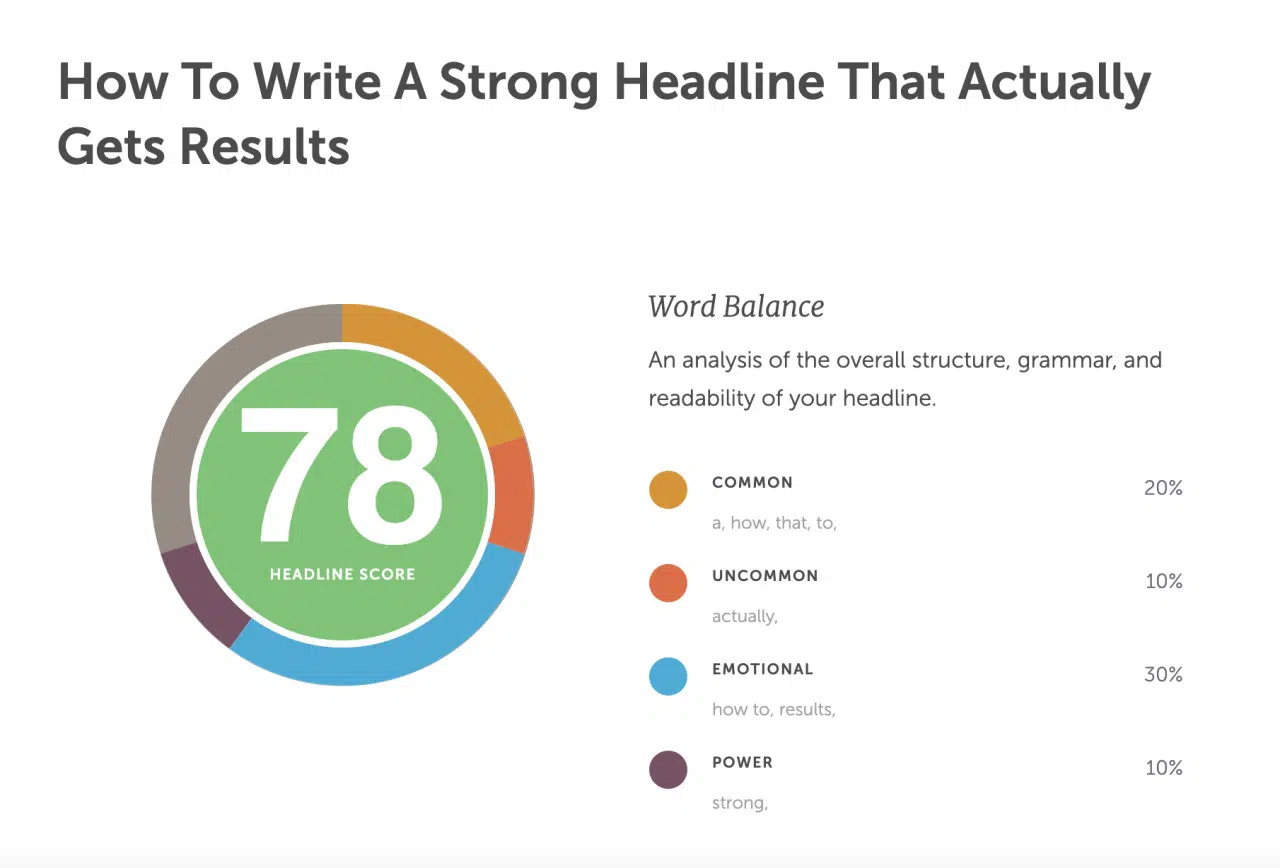 How To Write A Strong Headline That Actually
Gets Results
78
HEADLINE SCORE
Word Balance
An analysis of the overall structure, grammar, and
readability of your headline.
COMMON 20%
a, how, that, to,
UNCOMMON 10%
actually,
EMOTIONAL 30%
how to, results,
POWER 10%
strong,